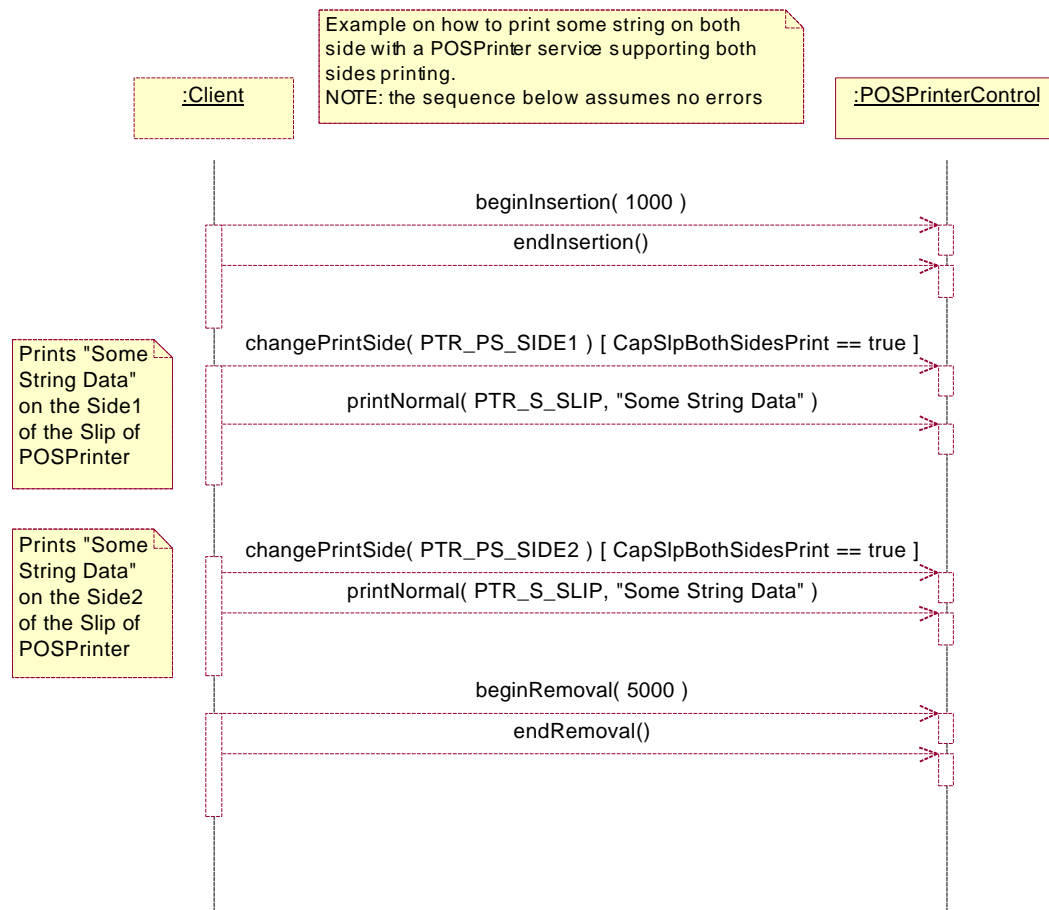 Example on how to print some string on both
side with a POSPrinter service supporting both
sides printing.
NOTE: the sequence below assumes no errors
:Client
:POSPrinterControl
beginInsertion( 1000 )
endInsertion()
changePrintSide( PTR_PS_SIDE1 ) [ CapSlpBothSidesPrint == true ]
Prints "Some
String Data"
on the Side1
of the Slip of
POSPrinter
printNormal( PTR_S_SLIP, "Some String Data" )
changePrintSide( PTR_PS_SIDE2 ) [ CapSlpBothSidesPrint == true ]
Prints "Some
String Data"
on the Side2
of the Slip of
POSPrinter
printNormal( PTR_S_SLIP, "Some String Data" )
beginRemoval( 5000 )
endRemoval()